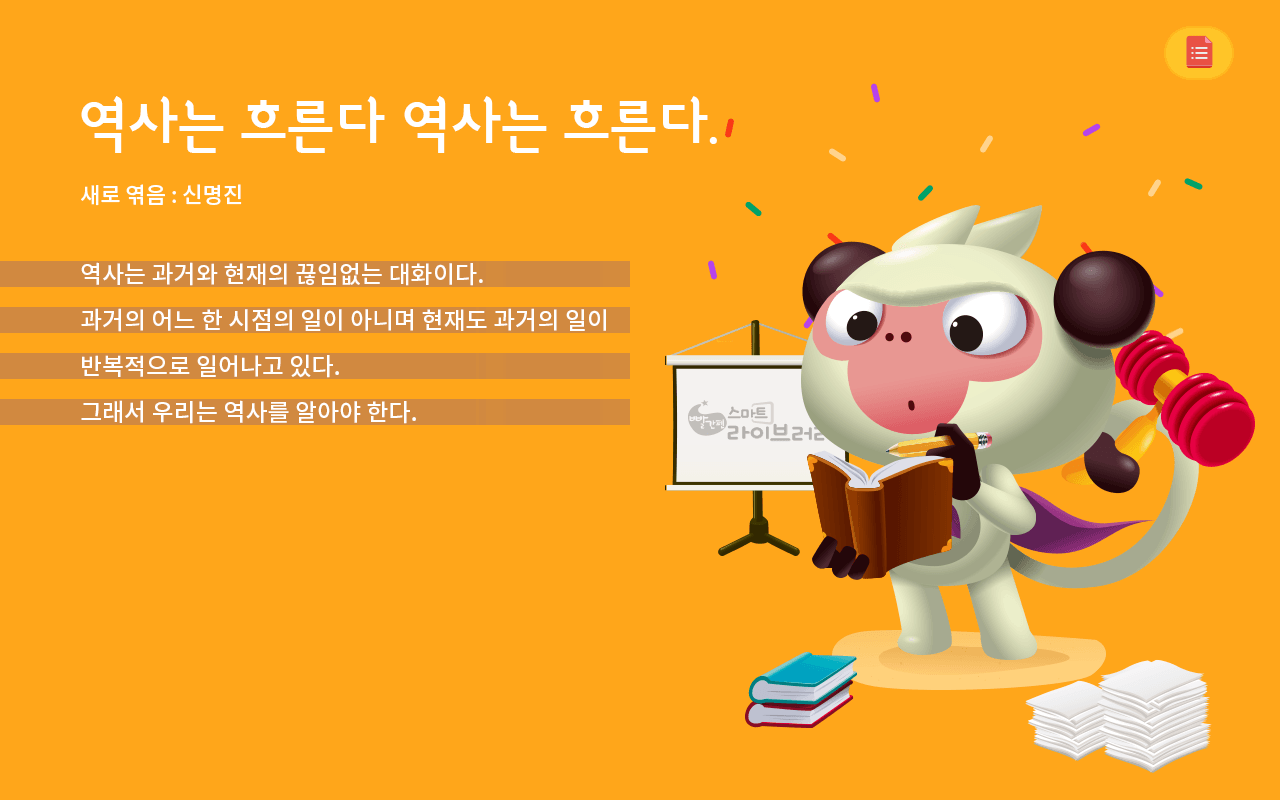 역사는 흐른다 역사는 흐른다.
새로 엮음 : 신명진
역사는 과거와 현재의 끊임없는 대화이다.
과거의 어느 한 시점의 일이 아니며 현재도 과거의 일이
반복적으로 일어나고 있다.
그래서 우리는 역사를 알아야 한다.
빨간펜
스마트
라이브러리